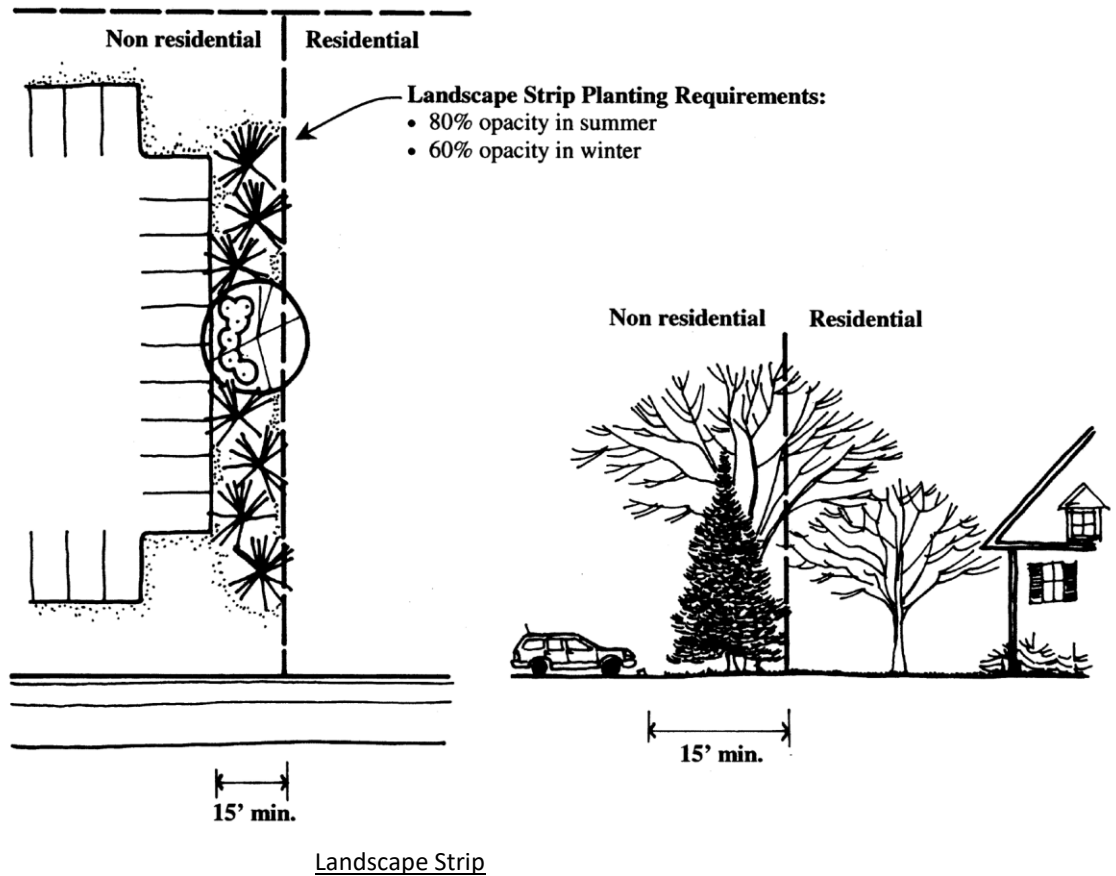 Non residential
Residential
Landscape Strip Planting Requirements:
• 80% opacity in summer
• 60% opacity in winter
Non residential
Residential
15’ min.
15’ min.
Landscape Strip